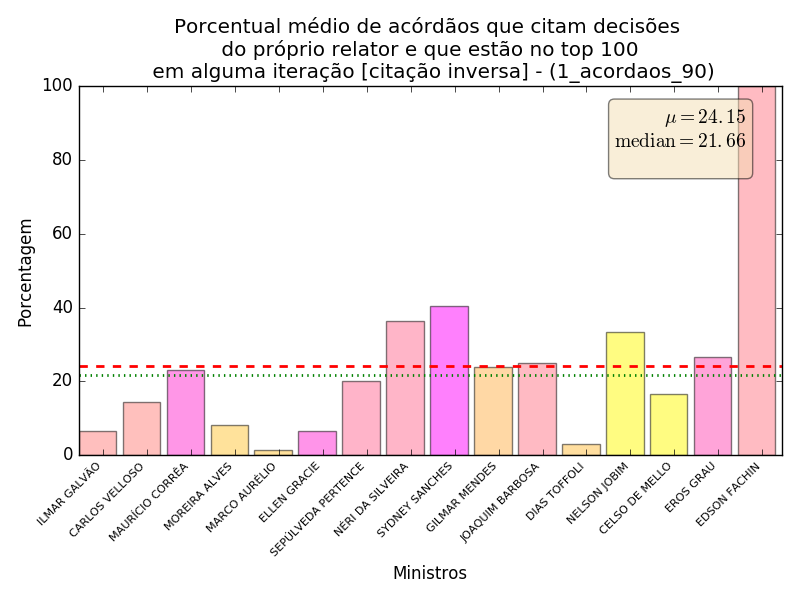 Porcentual médio de acórdãos que citam decisões
do próprio relator e que estão no top 100
em alguma iteração [citação inversa] - (1_acordaos_90)
μ = 24.15
median = 21.66
Porcentagem
100
80
60
40
20
0
ILMAR GALVÃO
CARLOS VELLOSO
MAURÍCIO CORRÊA
MOREIRA ALVES
MARCO AURÉLIO
ELLEN GRACIE
SEPÚLVEDA PERTENCE
NÉRI DA SILVEIRA
SYDNEY SANCHES
GILMAR MENDES
JOAQUIM BARBOSA
DIAS TOFFOLI
NELSON JOBIM
CELSO DE MELLO
EROS GRAU
EDSON FACHIN
Ministros